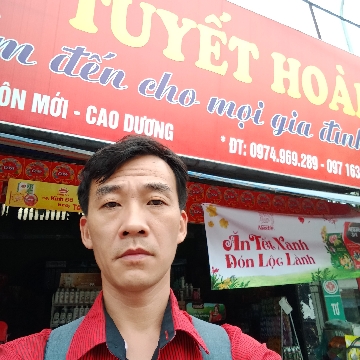 TUYẾT HOÀ
m đến cho mọi gia đình
ÔN MỚI - CAO DƯƠNG
* ĐT: 0974.969.289 - 097 163
Ăn Tết Xanh
Đón Lộc Lành